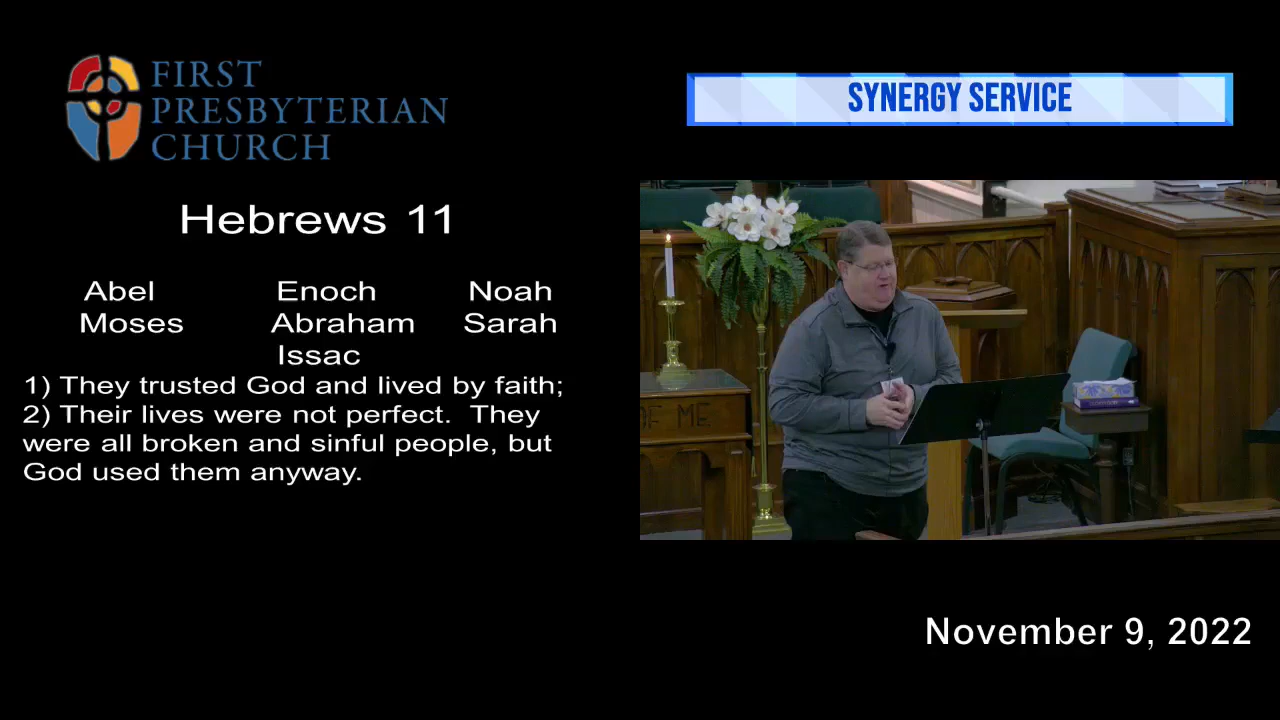 FIRST
PRESBYTERIAN
CHURCH
SYNERGY SERVICE
Hebrews 11
Abel Enoch Noah
Moses Abraham Sarah
Issac
1) They trusted God and lived by faith;
2) Their lives were not perfect. They
were all broken and sinful people, but
God used them anyway.
OF ME
November 9, 2022